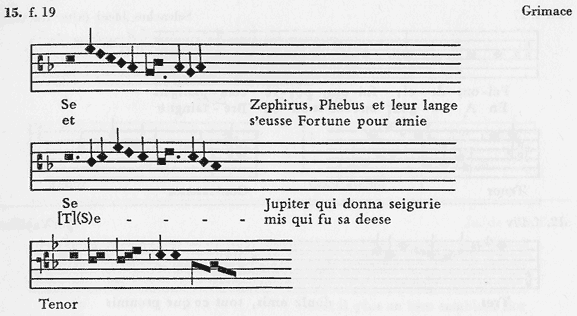 15. f. 19 Grimace
Se Zephirus, Phebus et leur lange
et s'eusse Fortune pour amie
Se Jupiter qui donna seigurie
[T](S)e - - - - - mis qui fu sa deese
Tenor